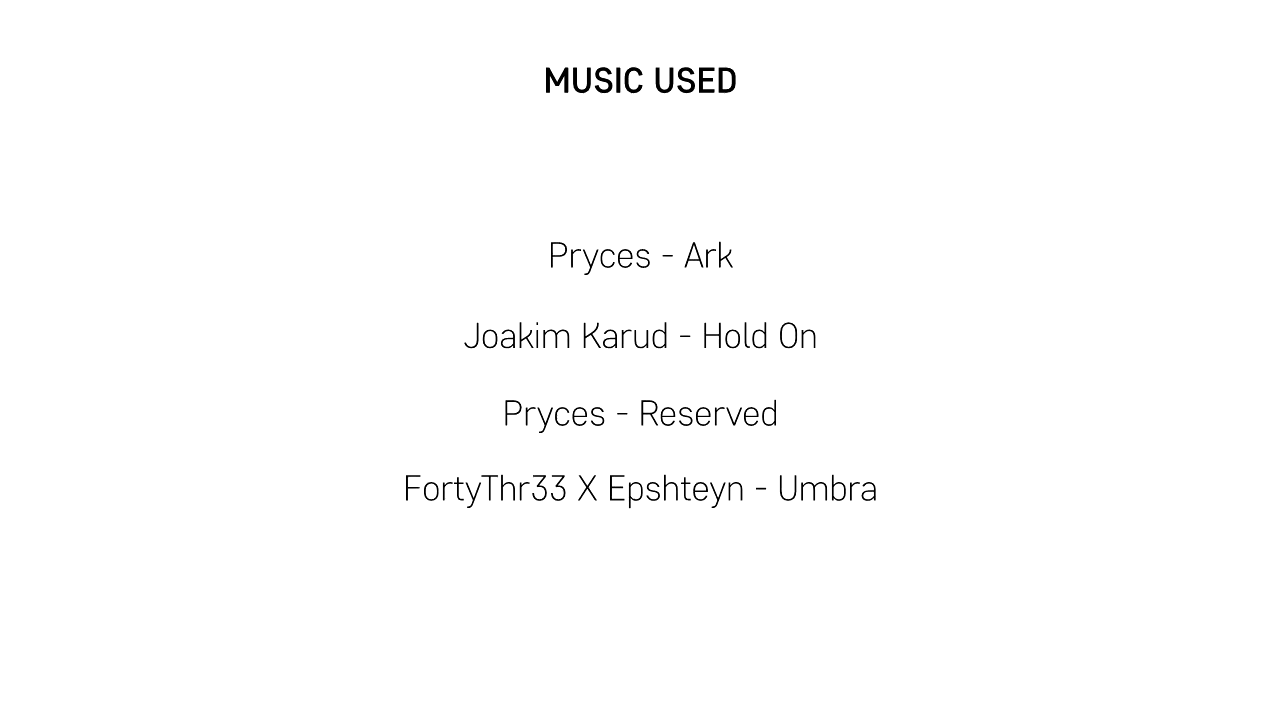 MUSIC USED
Pryces - Ark
Joakim Karud - Hold On
Pryces - Reserved
FortyThr33 X Epshteyn - Umbra